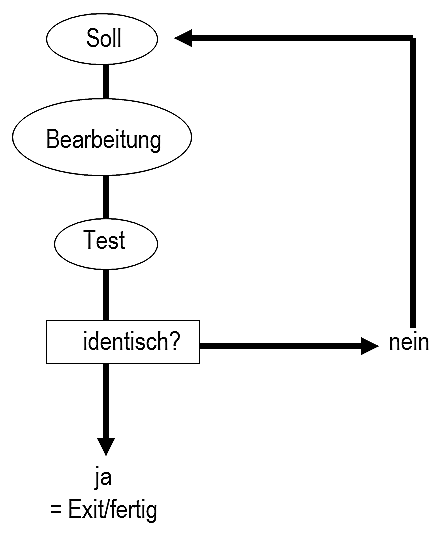 Soll
Bearbeitung
Test
identisch?
nein
ja
= Exit/fertig